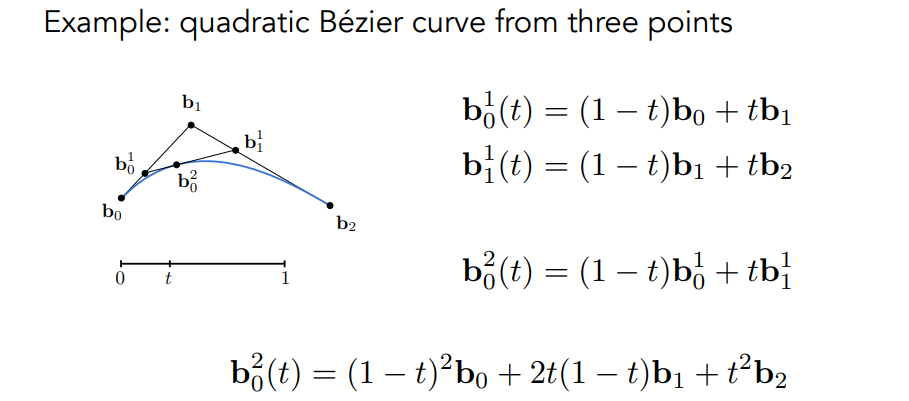 Example: quadratic Bézier curve from three points
b₁
b₀¹
b₁¹
b₀²
b₀
b₂
0 t 1
b₀¹(t) = (1 − t)b₀ + tb₁
b₁¹(t) = (1 − t)b₁ + tb₂
b₀²(t) = (1 − t)b₀¹ + tb₁¹
b₀²(t) = (1 − t)²b₀ + 2t(1 − t)b₁ + t²b₂